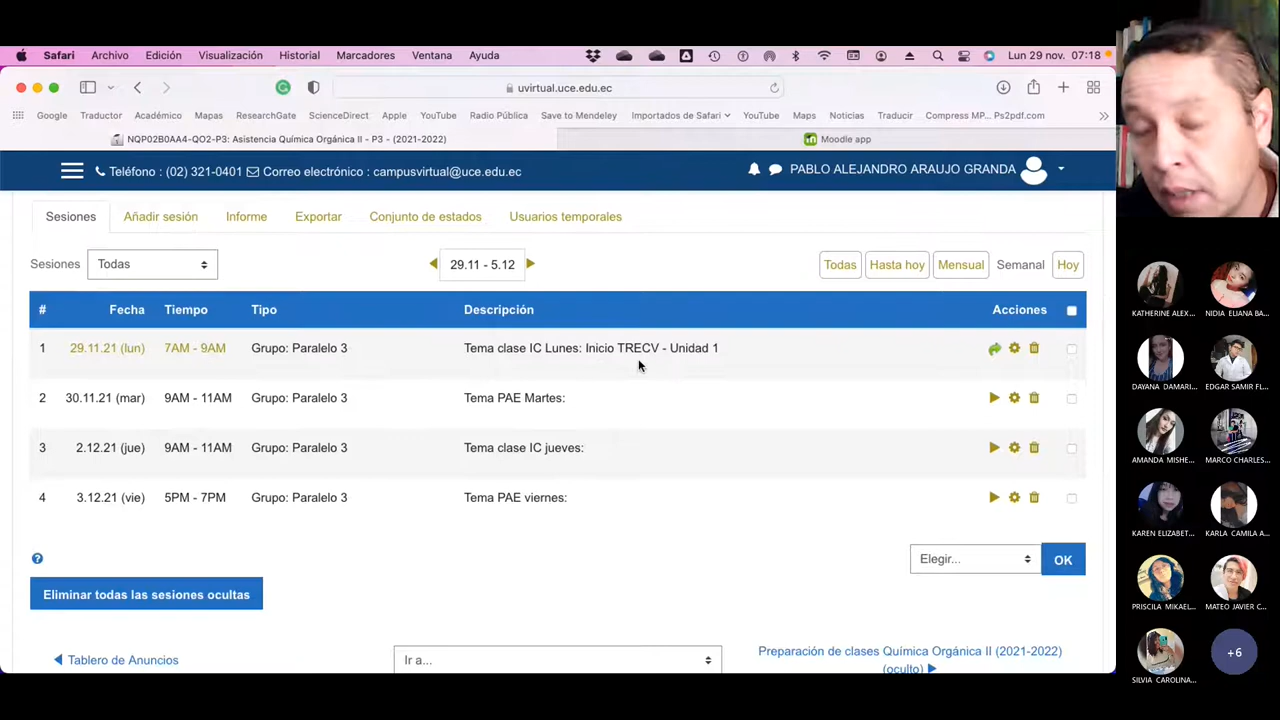 Safari Archivo Edición Visualización Historial Marcadores Ventana Ayuda Lun 29 nov. 07:18
uvirtual.uce.edu.ec
Google Traductor Académico Mapas ResearchGate ScienceDirect Apple YouTube Radio Pública Save to Mendeley Importados de Safari YouTube Maps Noticias Traducir Compress MP... Ps2pdf.com
NQP02B0AA4-QO2-P3: Asistencia Química Orgánica II - P3 - (2021-2022) Moodle app
Teléfono : (02) 321-0401 Correo electrónico : campusvirtual@uce.edu.ec PABLO ALEJANDRO ARAUJO GRANDA
Sesiones Añadir sesión Informe Exportar Conjunto de estados Usuarios temporales
Sesiones Todas 29.11 - 5.12 Todas Hasta hoy Mensual Semanal Hoy
# Fecha Tiempo Tipo Descripción Acciones
1 29.11.21 (lun) 7AM - 9AM Grupo: Paralelo 3 Tema clase IC Lunes: Inicio TRECV - Unidad 1
2 30.11.21 (mar) 9AM - 11AM Grupo: Paralelo 3 Tema PAE Martes:
3 2.12.21 (jue) 9AM - 11AM Grupo: Paralelo 3 Tema clase IC jueves:
4 3.12.21 (vie) 5PM - 7PM Grupo: Paralelo 3 Tema PAE viernes:
Elegir... OK
Eliminar todas las sesiones ocultas
Tablero de Anuncios Ir a... Preparación de clases Química Orgánica II (2021-2022)
(oculto)
KATHERINE ALEX... NIDIA ELIANA BA...
DAYANA DAMARI... EDGAR SAMIR FL...
AMANDA MISHE... MARCO CHARLES...
KAREN ELIZABET... KARLA CAMILA A...
PRISCILA MIKAEL... MATEO JAVIER C...
SILVIA CAROLINA... +6